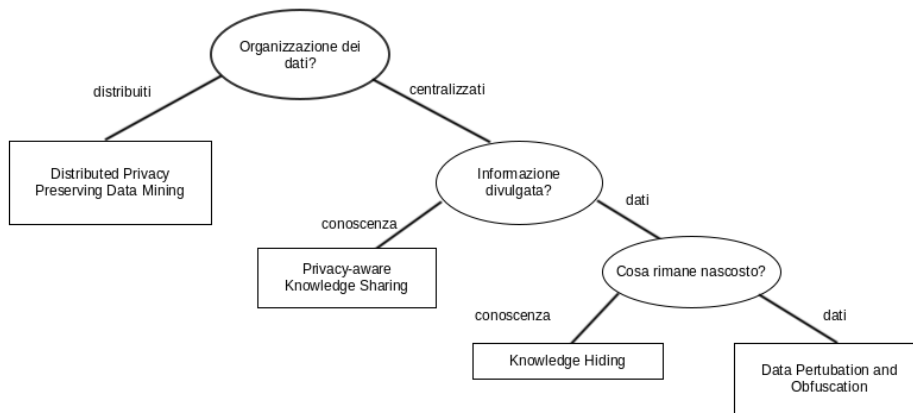 Organizzazione dei
dati?
distribuiti
centralizzati
Distributed Privacy
Preserving Data Mining
Informazione
divulgata?
conoscenza
dati
Privacy-aware
Knowledge Sharing
Cosa rimane nascosto?
conoscenza
dati
Knowledge Hiding
Data Pertubation and
Obfuscation